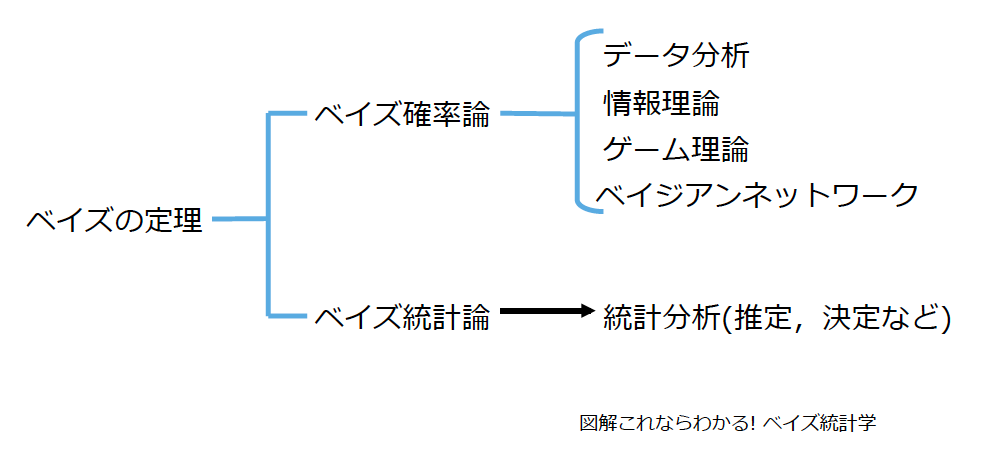 データ分析
情報理論
ベイズ確率論
ゲーム理論
ベイジアンネットワーク
ベイズの定理
ベイズ統計論
統計分析(推定，決定など)
図解これならわかる! ベイズ統計学